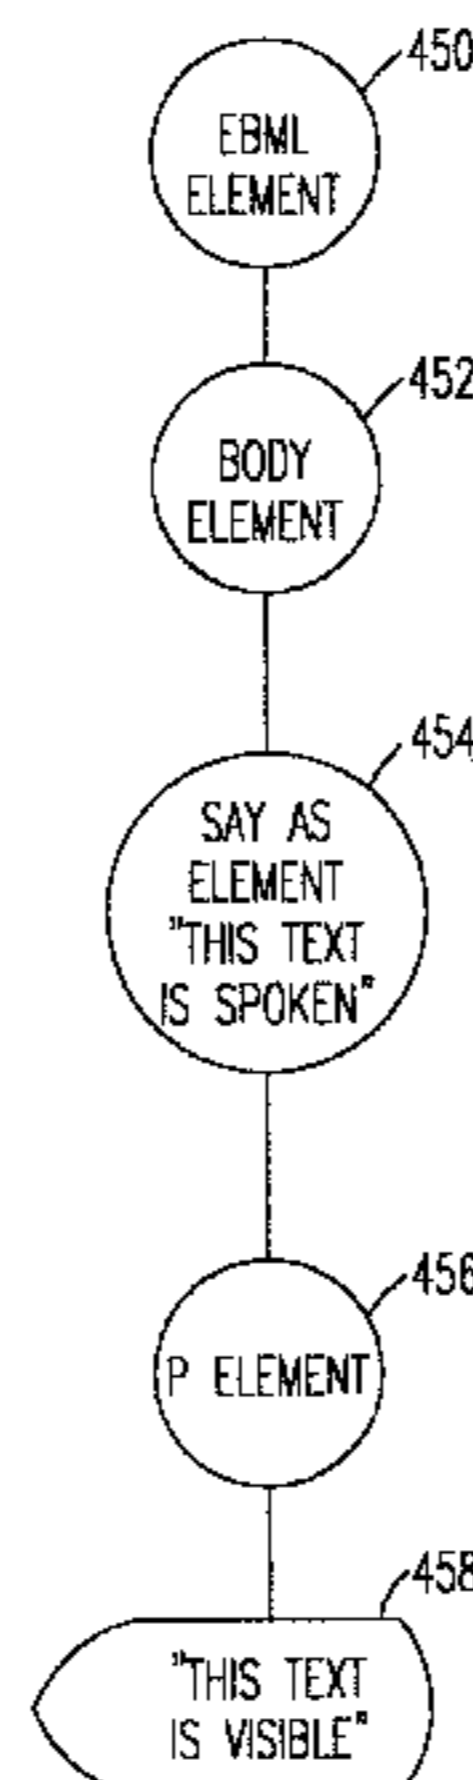 450
EBML
ELEMENT
452
BODY
ELEMENT
454
SAY AS
ELEMENT
"THIS TEXT
IS SPOKEN"
456
P ELEMENT
458
"THIS TEXT
IS VISIBLE"